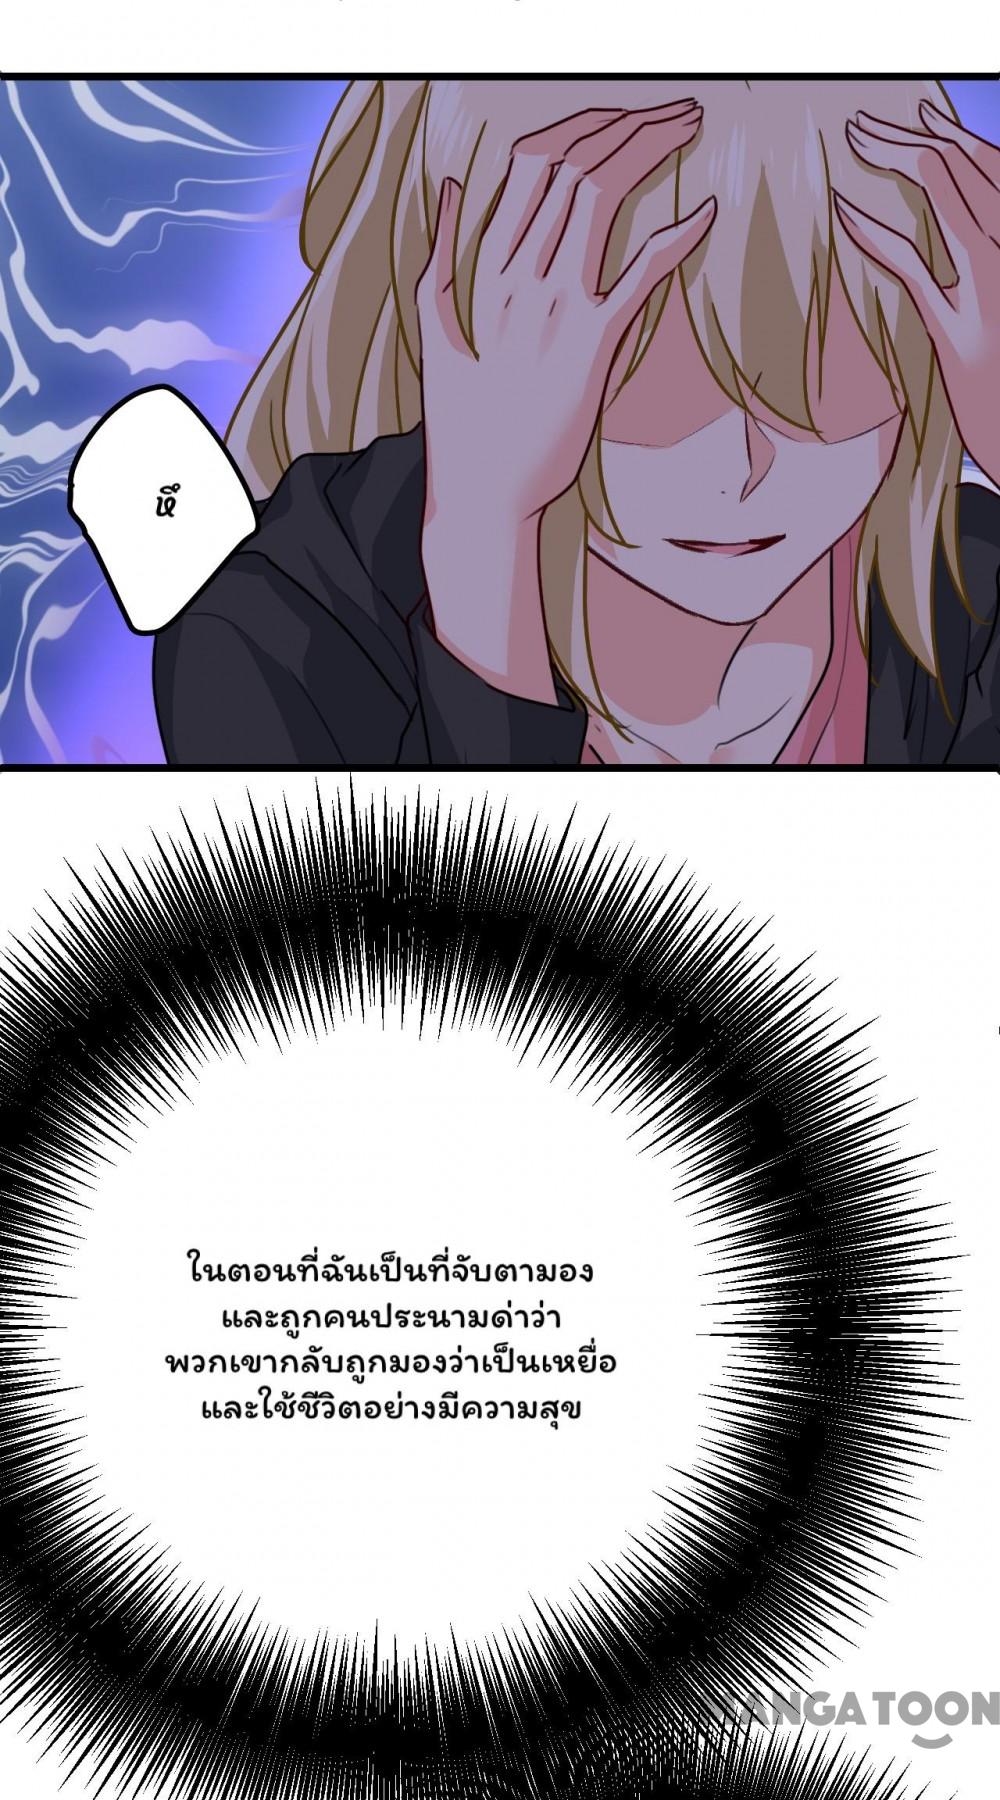 หึ
ในตอนที่ฉันเป็นที่จับตามอง
และถูกคนประนามด่าว่า
พวกเขากลับถูกมองว่าเป็นเหยื่อ
และใช้ชีวิตอย่างมีความสุข
MANGATOON